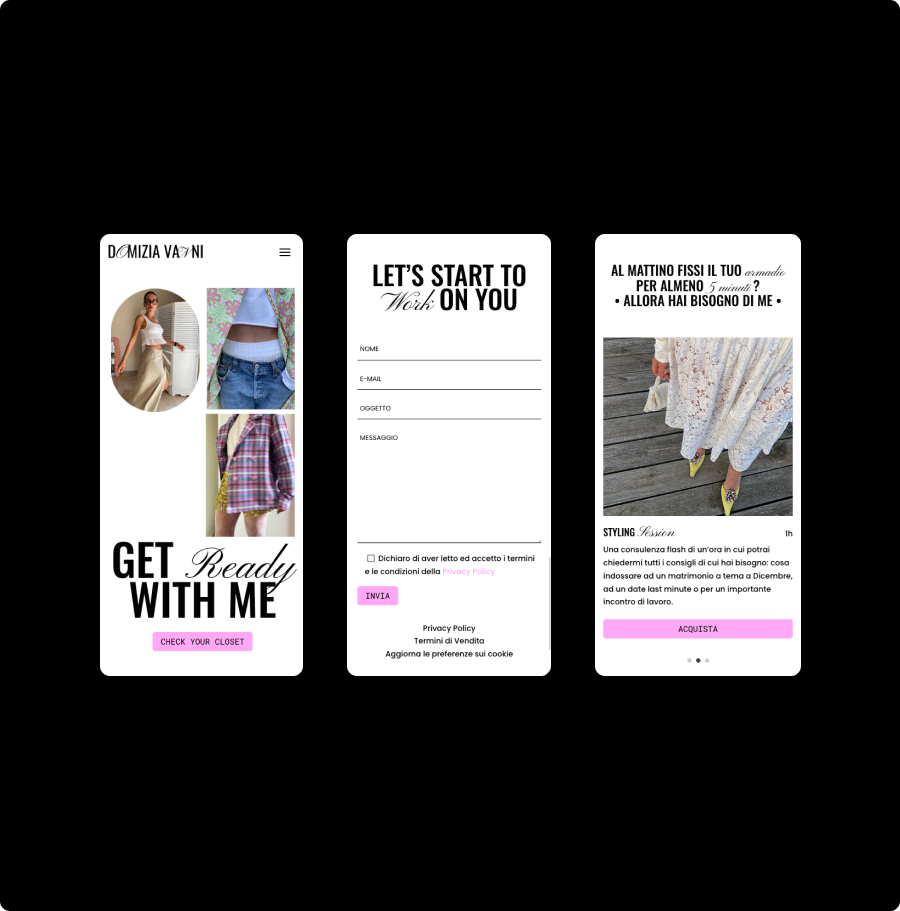 DOMIZIA VANNI
GET Ready
WITH ME
CHECK YOUR CLOSET
LET'S START TO
Work ON YOU
NOME
E-MAIL
OGGETTO
MESSAGGIO
Dichiaro di aver letto ed accetto i termini
e le condizioni della Privacy Policy
INVIA
Privacy Policy
Termini di Vendita
Aggiorna le preferenze sui cookie
AL MATTINO FISSI IL TUO armadio
PER ALMENO 5 minuti ?
• ALLORA HAI BISOGNO DI ME •
STYLING Session
1h
Una consulenza flash di un'ora in cui potrai
chiedermi tutti i consigli di cui hai bisogno: cosa
indossare ad un matrimonio a tema a Dicembre,
ad un date last minute o per un importante
incontro di lavoro.
ACQUISTA